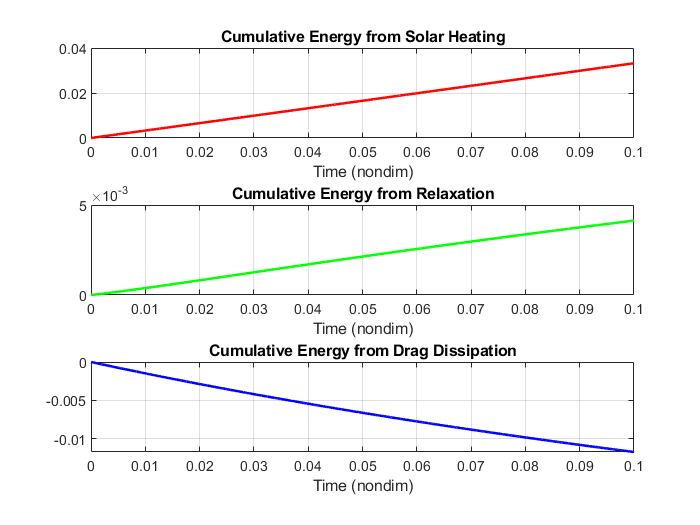 Cumulative Energy from Solar Heating
0.04
0.02
0
0 0.01 0.02 0.03 0.04 0.05 0.06 0.07 0.08 0.09 0.1
Time (nondim)
Cumulative Energy from Relaxation
×10⁻³
5
0
0 0.01 0.02 0.03 0.04 0.05 0.06 0.07 0.08 0.09 0.1
Time (nondim)
Cumulative Energy from Drag Dissipation
0
-0.005
-0.01
0 0.01 0.02 0.03 0.04 0.05 0.06 0.07 0.08 0.09 0.1
Time (nondim)